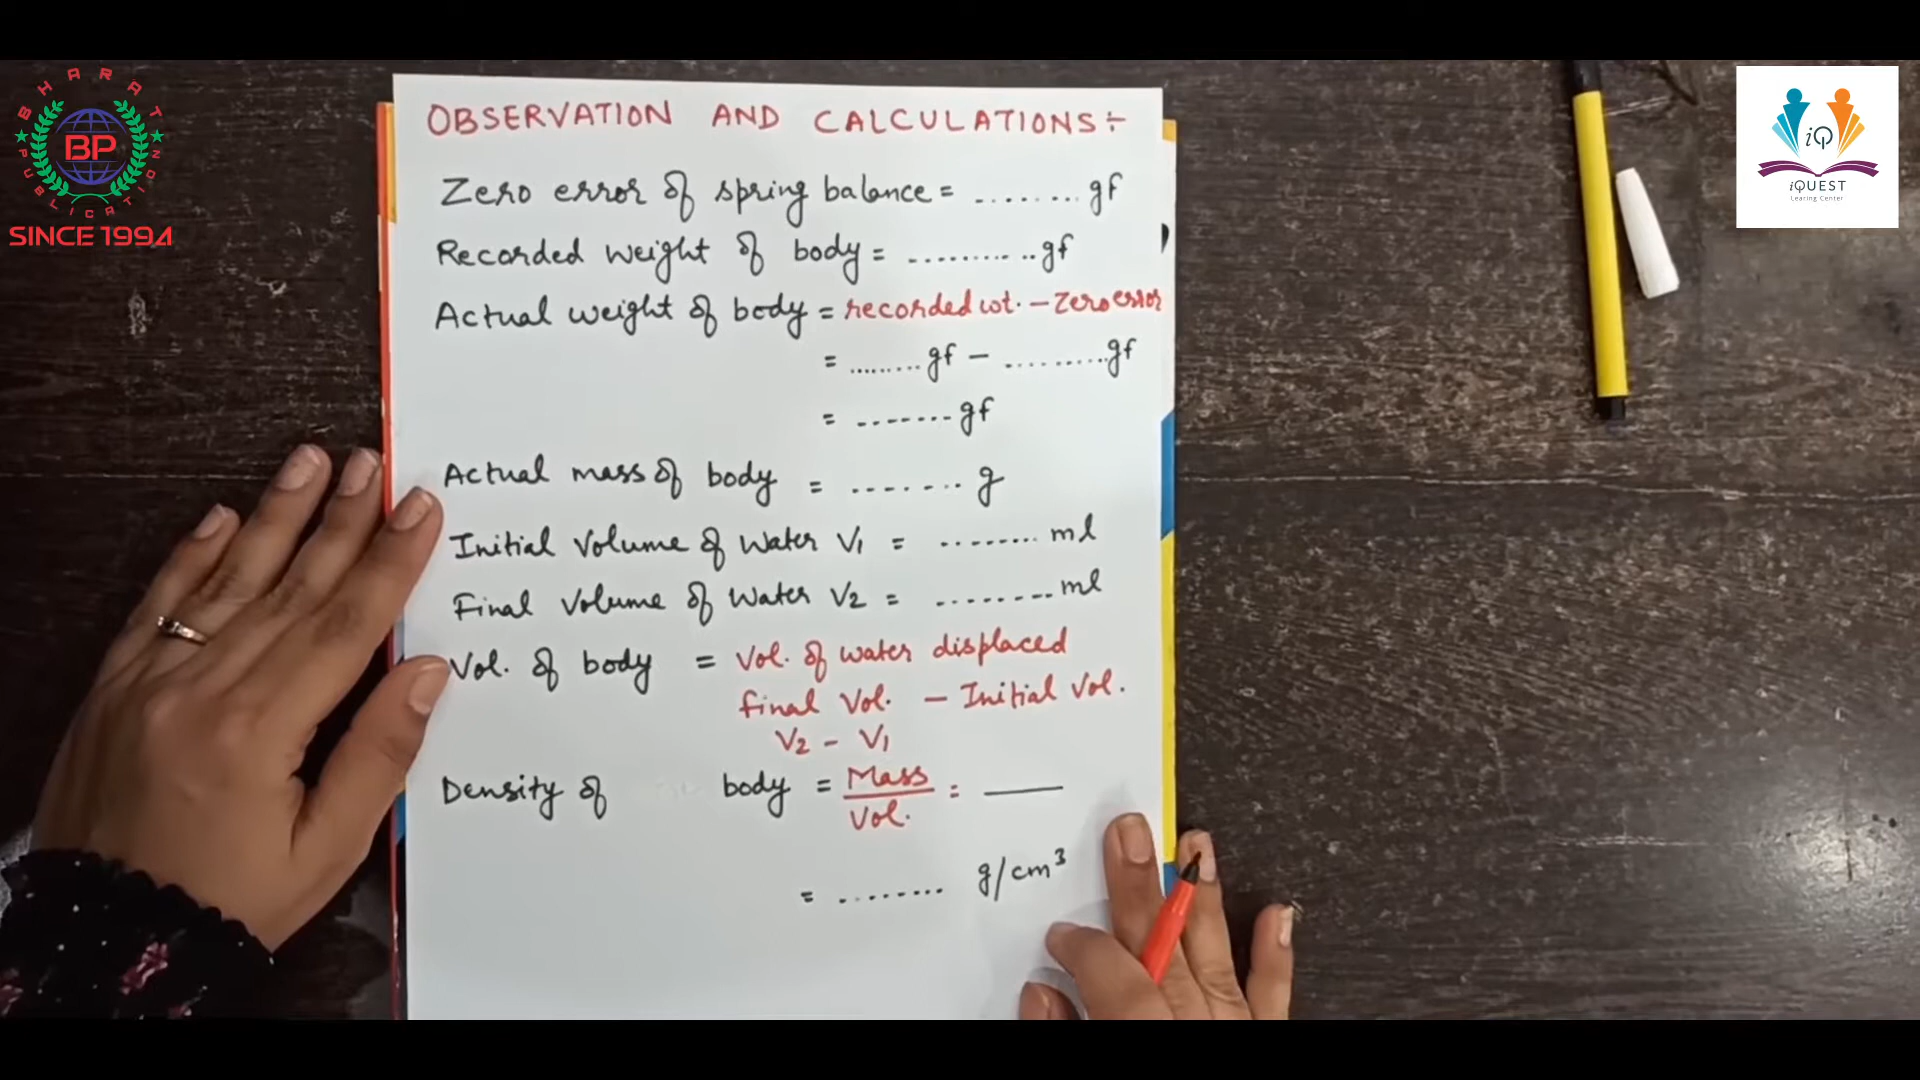 BHARAT
BP
PUBLICATION
SINCE 1994
iQ
iQUEST
Learing Center
OBSERVATION AND CALCULATIONS:-
Zero error of spring balance = ........ gf
Recorded weight of body = ........... gf
Actual weight of body = recorded wt. - Zero error
= ........ gf - ..........gf
= ........ gf
Actual mass of body = ........ g
Initial Volume of Water V1 = ........ ml
Final Volume of Water V2 = ......... ml
Vol. of body = Vol. of water displaced
final Vol. - Initial Vol.
V2 - V1
Density of body = Mass/Vol. = ____
= ........ g/cm³